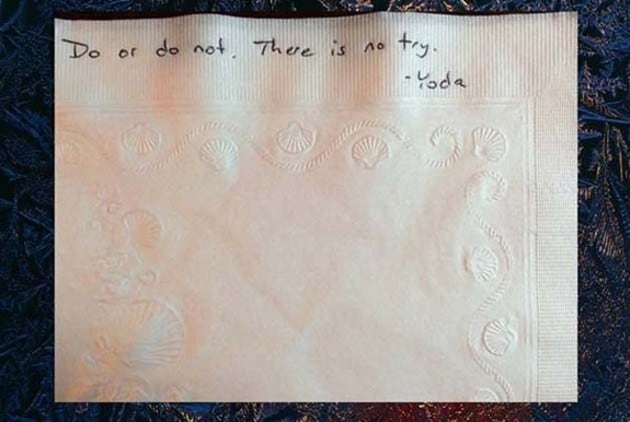 Do or do not. There is no try.
-Yoda